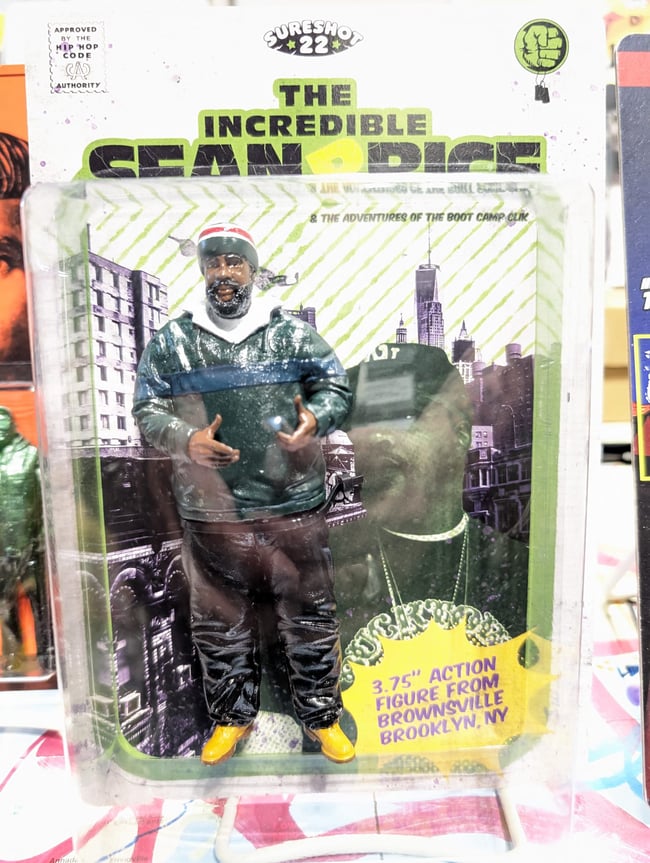 APPROVED
BY THE
HIP HOP
CODE
AUTHORITY
SURESHOT
22
THE
INCREDIBLE
SEAN PRICE
& THE ADVENTURES OF THE BOOT CAMP CLIK
3.75" ACTION
FIGURE FROM
BROWNSVILLE
BROOKLYN, NY